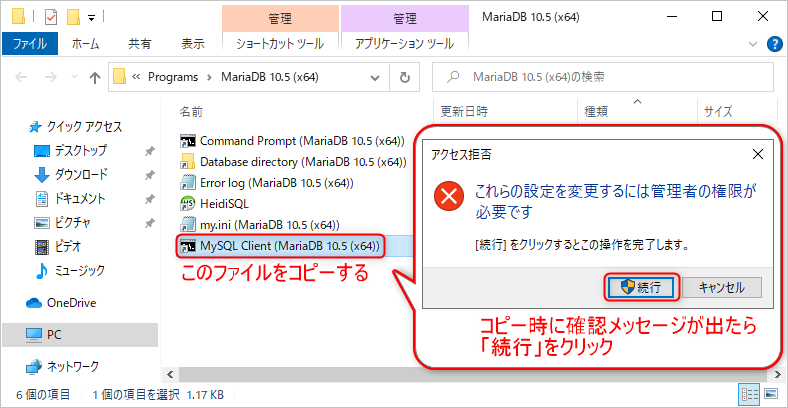 管理
管理
MariaDB 10.5 (x64)
ファイル
ホーム
共有
表示
ショートカット ツール
アプリケーション ツール
Programs
MariaDB 10.5 (x64)
MariaDB 10.5 (x64)の検索
名前
更新日時
種類
サイズ
クイック アクセス
デスクトップ
ダウンロード
ドキュメント
ピクチャ
ビデオ
ミュージック
OneDrive
PC
ネットワーク
Command Prompt (MariaDB 10.5 (x64))
Database directory (MariaDB 10.5 (x64))
Error log (MariaDB 10.5 (x64))
HeidiSQL
my.ini (MariaDB 10.5 (x64))
MySQL Client (MariaDB 10.5 (x64))
このファイルをコピーする
アクセス拒否
これらの設定を変更するには管理者の権限が
必要です
[続行] をクリックするとこの操作を完了します。
続行
キャンセル
コピー時に確認メッセージが出たら
「続行」をクリック
6 個の項目
1 個の項目を選択 1.17 KB